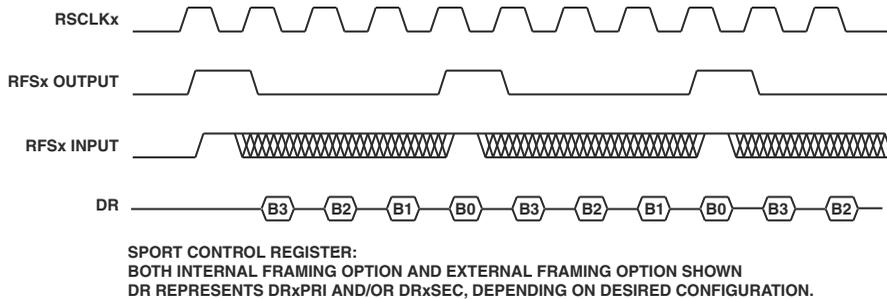 RSCLKx
RFSx OUTPUT
RFSx INPUT
DR B3 B2 B1 B0 B3 B2 B1 B0 B3 B2
SPORT CONTROL REGISTER:
BOTH INTERNAL FRAMING OPTION AND EXTERNAL FRAMING OPTION SHOWN
DR REPRESENTS DRxPRI AND/OR DRxSEC, DEPENDING ON DESIRED CONFIGURATION.